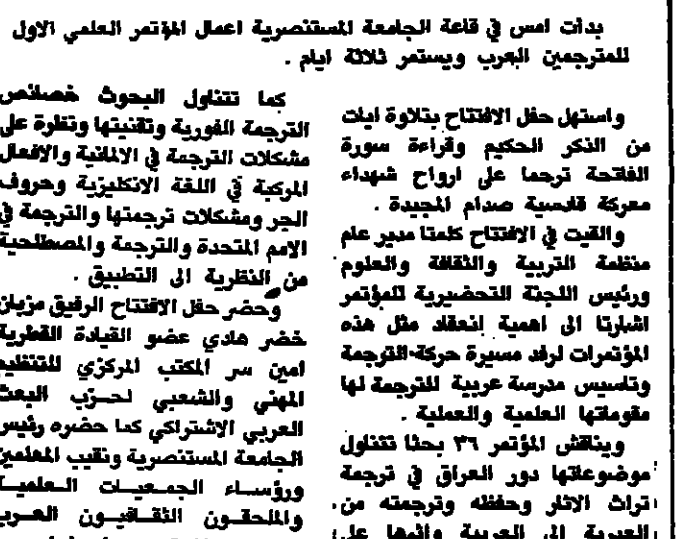 بدأت امس في قاعة الجامعة المستنصرية اعمال المؤتمر العلمي الاول
للمترجمين العرب ويستمر ثلاثة ايام .
واستهل حفل الافتتاح بتلاوة ايات
من الذكر الحكيم وقراءة سورة
الفاتحة ترحما على ارواح شهداء
معركة قادسية صدام المجيدة .
والقيت في الافتتاح كلمتا مدير عام
منظمة التربية والثقافة والعلوم
ورئيس اللجنة التحضيرية للمؤتمر
اشارتا الى اهمية إنعقاد مثل هذه
المؤتمرات لرفد مسيرة حركة الترجمة
وتاسيس مدرسة عربية للترجمة لها
مقوماتها العلمية والعملية .
ويناقش المؤتمر ٣٦ بحثا تتناول
موضوعاتها دور العراق في ترجمة
تراث الاثار وحفظه وترجمته من
العبرية الى العربية واثرها على
كما تتناول البحوث خصائص
الترجمة الفورية وتقنيتها ونظرة على
مشكلات الترجمة في الالمانية والافعال
المركبة في اللغة الانكليزية وحروف
الجر ومشكلات ترجمتها والترجمة في
الامم المتحدة والترجمة والمصطلحية
من النظرية الى التطبيق .
وحضر حفل الافتتاح الرفيق مزبان
خضر هادي عضو القيادة القطرية
امين سر المكتب المركزي للتنظيم
المهني والشعبي لحزب البعث
العربي الاشتراكي كما حضره رئيس
الجامعة المستنصرية ونقيب المعلمين
ورؤساء الجمعيات العلمية
والملحقون الثقافيون العرب